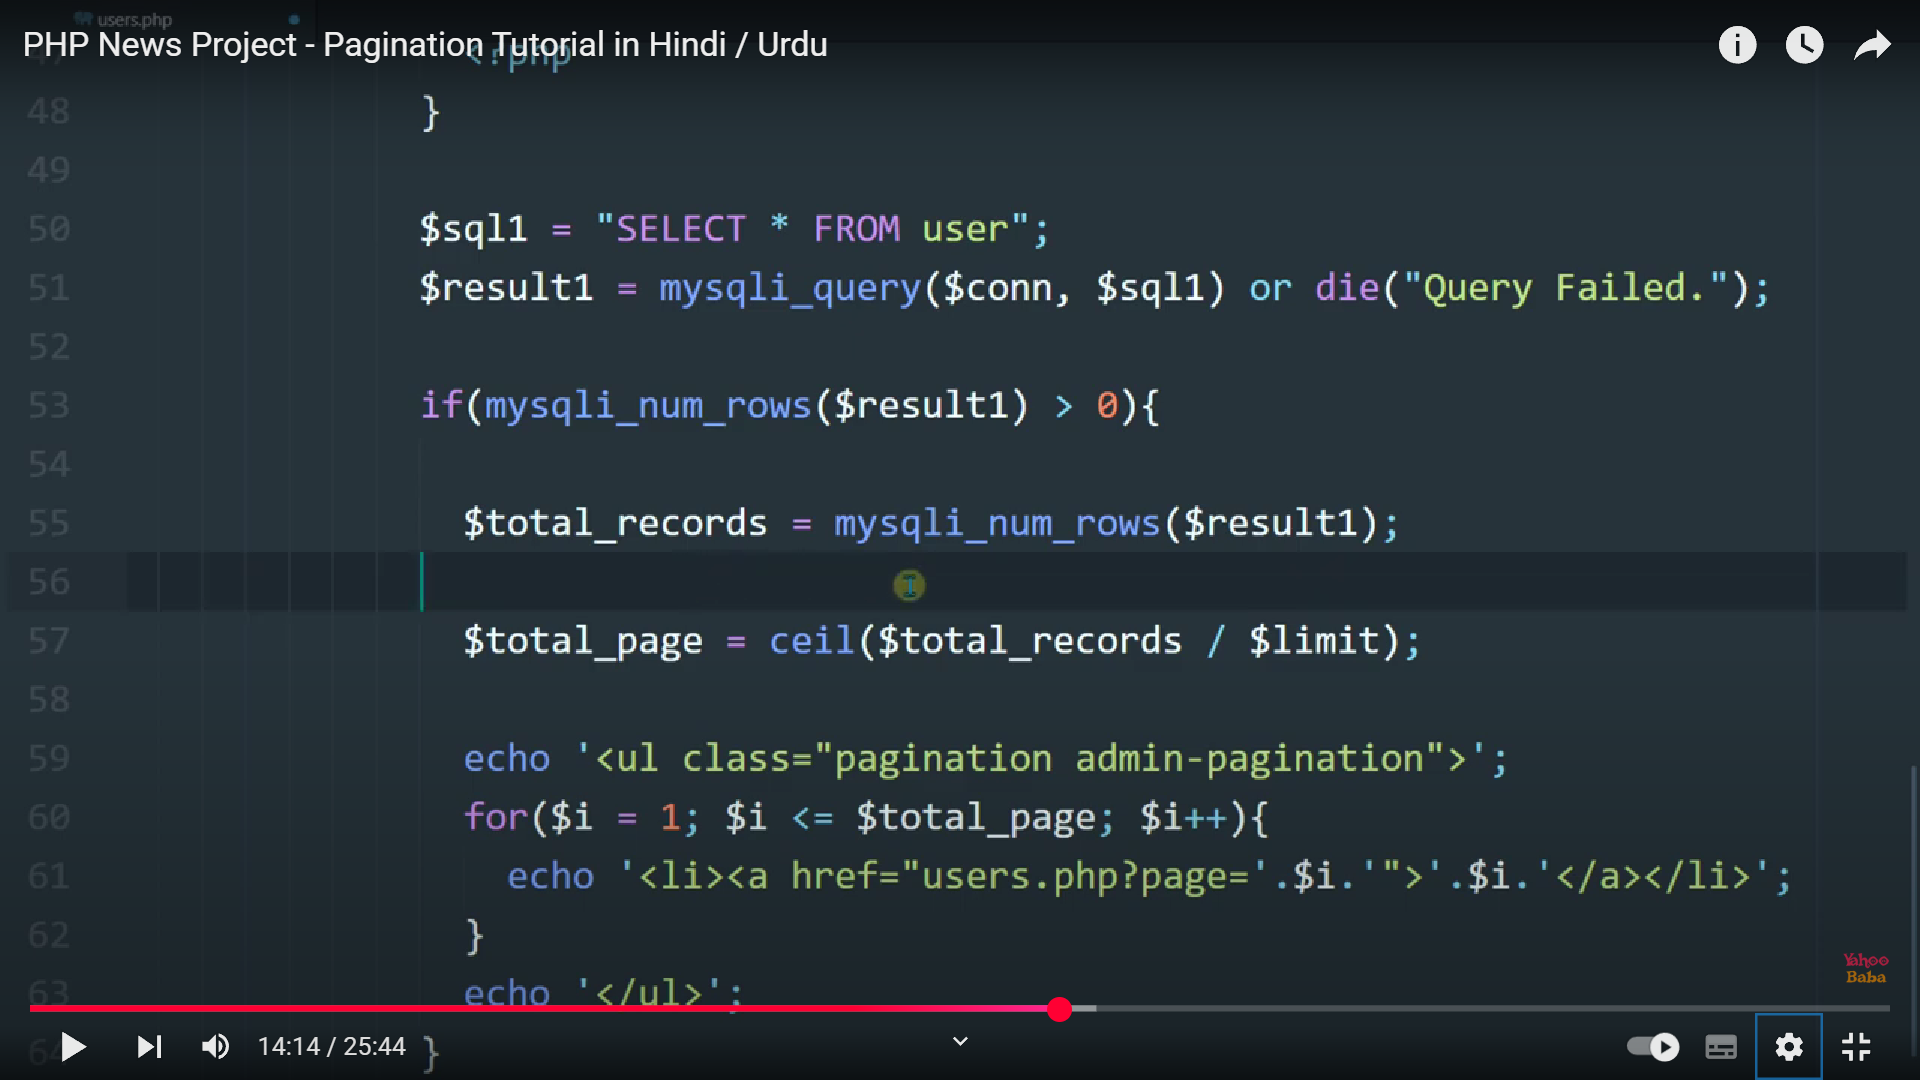 users.php
PHP News Project - Pagination Tutorial in Hindi / Urdu
47 <?php
48 }
49
50 $sql1 = "SELECT * FROM user";
51 $result1 = mysqli_query($conn, $sql1) or die("Query Failed.");
52
53 if(mysqli_num_rows($result1) > 0){
54
55 $total_records = mysqli_num_rows($result1);
56
57 $total_page = ceil($total_records / $limit);
58
59 echo '<ul class="pagination admin-pagination">';
60 for($i = 1; $i <= $total_page; $i++){
61 echo '<li><a href="users.php?page='.$i.'">'.$i.'</a></li>';
62 }
Yahoo
Baba
63 echo '</ul>';
64 }
14:14 / 25:44